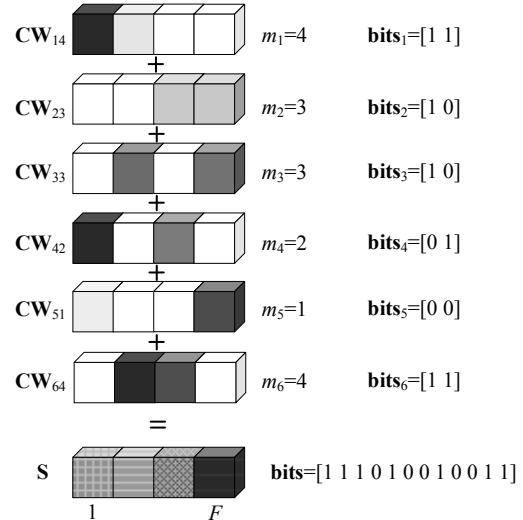 CW₁₄ m₁=4 bits₁=[1 1]
+
CW₂₃ m₂=3 bits₂=[1 0]
+
CW₃₃ m₃=3 bits₃=[1 0]
+
CW₄₂ m₄=2 bits₄=[0 1]
+
CW₅₁ m₅=1 bits₅=[0 0]
+
CW₆₄ m₆=4 bits₆=[1 1]
=
S bits=[1 1 1 0 1 0 0 1 0 0 1 1]
1 F